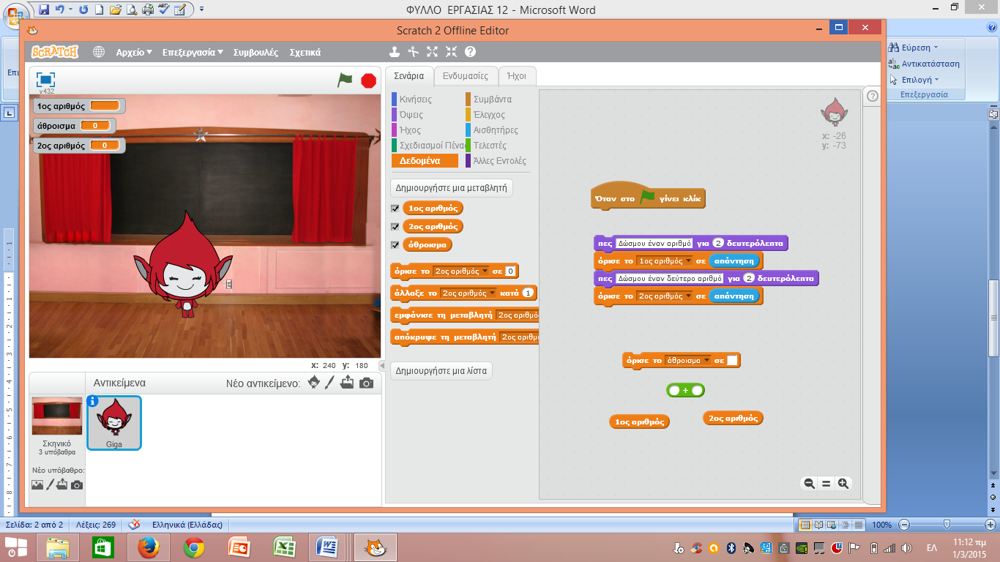 ΦΥΛΛΟ ΕΡΓΑΣΙΑΣ 12 - Microsoft Word
Scratch 2 Offline Editor
SCRATCH
Αρχείο
Επεξεργασία
Συμβουλές
Σχετικά
v432
1ος αριθμός
άθροισμα 0
2ος αριθμός 0
x: 240 y: 180
Αντικείμενα
Νέο αντικείμενο:
Σκηνικό
3 υπόβαθρα
Νέο υπόβαθρο:
Giga
Σενάρια
Ενδυμασίες
Ήχοι
Κινήσεις
Συμβάντα
Όψεις
Έλεγχος
Ήχος
Αισθητήρες
Σχεδιασμοί Πένα
Τελεστές
Δεδομένα
Άλλες Εντολές
Δημιουργήστε μια μεταβλητή
1ος αριθμός
2ος αριθμός
άθροισμα
όρισε το 2ος αριθμός σε 0
άλλαξε το 2ος αριθμός κατά 1
εμφάνισε τη μεταβλητή 2ος αριθμό
απόκρυψε τη μεταβλητή 2ος αριθμ
Δημιουργήστε μια λίστα
x: -26
y: -73
Όταν στο γίνει κλίκ
πες Δώσμου έναν αριθμό για 2 δευτερόλεπτα
όρισε το 1ος αριθμός σε απάντηση
πες Δώσμου έναν δεύτερο αριθμό για 2 δευτερόλεπτα
όρισε το 2ος αριθμός σε απάντηση
όρισε το άθροισμα σε
+
1ος αριθμός
2ος αριθμός
Επι
Εύρεση
Αντικατάσταση
Επιλογή
Επεξεργασία
Σελίδα: 2 από 2
Λέξεις: 269
Ελληνικά (Ελλάδας)
100%
ΕΛ
11:12 πμ
1/3/2015